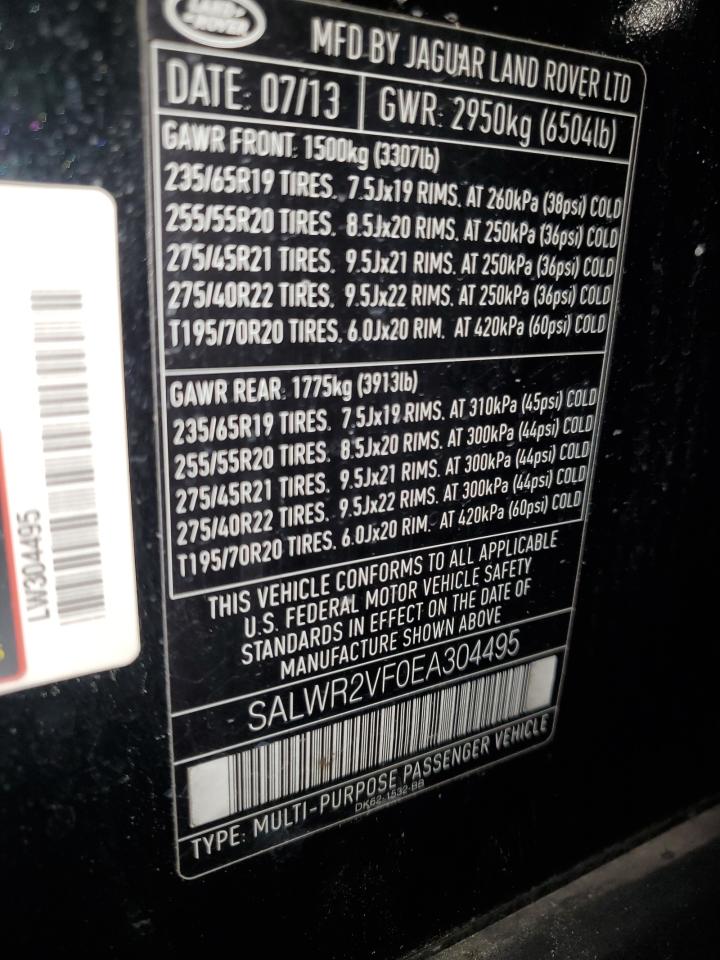 LAND-
-ROVER
MFD BY JAGUAR LAND ROVER LTD
DATE: 07/13 GWR: 2950kg (6504lb)
GAWR FRONT: 1500kg (3307lb)
235/65R19 TIRES. 7.5Jx19 RIMS. AT 260kPa (38psi) COLD
255/55R20 TIRES. 8.5Jx20 RIMS. AT 250kPa (36psi) COLD
275/45R21 TIRES. 9.5Jx21 RIMS. AT 250kPa (36psi) COLD
275/40R22 TIRES. 9.5Jx22 RIMS. AT 250kPa (36psi) COLD
T195/70R20 TIRES. 6.0Jx20 RIM. AT 420kPa (60psi) COLD
GAWR REAR: 1775kg (3913lb)
235/65R19 TIRES. 7.5Jx19 RIMS. AT 310kPa (45psi) COLD
255/55R20 TIRES. 8.5Jx20 RIMS. AT 300kPa (44psi) COLD
275/45R21 TIRES. 9.5Jx21 RIMS. AT 300kPa (44psi) COLD
275/40R22 TIRES. 9.5Jx22 RIMS. AT 300kPa (44psi) COLD
T195/70R20 TIRES. 6.0Jx20 RIM. AT 420kPa (60psi) COLD
THIS VEHICLE CONFORMS TO ALL APPLICABLE
U.S. FEDERAL MOTOR VEHICLE SAFETY
STANDARDS IN EFFECT ON THE DATE OF
MANUFACTURE SHOWN ABOVE
SALWR2VF0EA304495
TYPE: MULTI-PURPOSE PASSENGER VEHICLE
DK62-1532-BB
LW304495